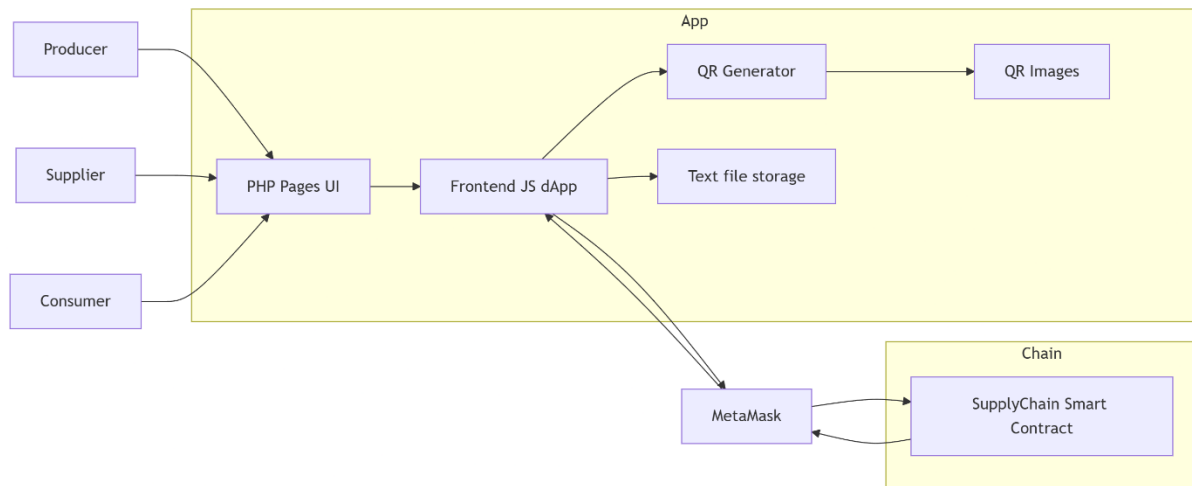 App
Producer
QR Generator
QR Images
Supplier
PHP Pages UI
Frontend JS dApp
Text file storage
Consumer
Chain
MetaMask
SupplyChain Smart
Contract